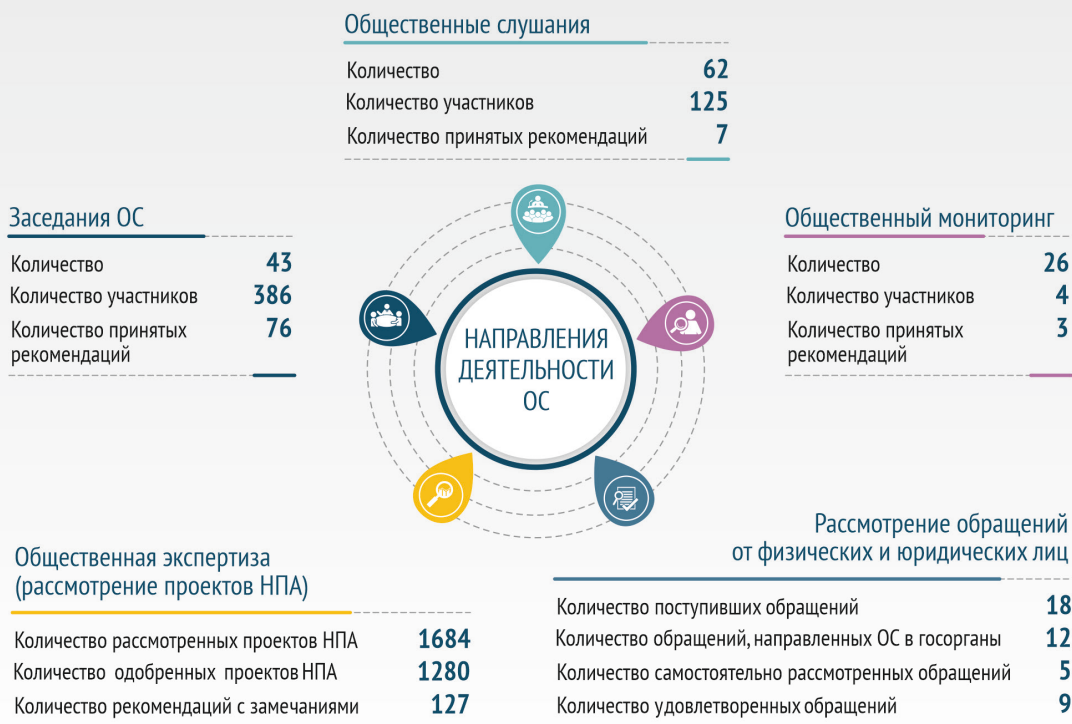 Общественные слушания
Количество 62
Количество участников 125
Количество принятых рекомендаций 7
Заседания ОС
Количество 43
Количество участников 386
Количество принятых 76
рекомендаций
Общественный мониторинг
Количество 26
Количество участников 4
Количество принятых 3
рекомендаций
НАПРАВЛЕНИЯ
ДЕЯТЕЛЬНОСТИ
ОС
Общественная экспертиза
(рассмотрение проектов НПА)
Количество рассмотренных проектов НПА 1684
Количество одобренных проектов НПА 1280
Количество рекомендаций с замечаниями 127
Рассмотрение обращений
от физических и юридических лиц
Количество поступивших обращений 18
Количество обращений, направленных ОС в госорганы 12
Количество самостоятельно рассмотренных обращений 5
Количество удовлетворенных обращений 9